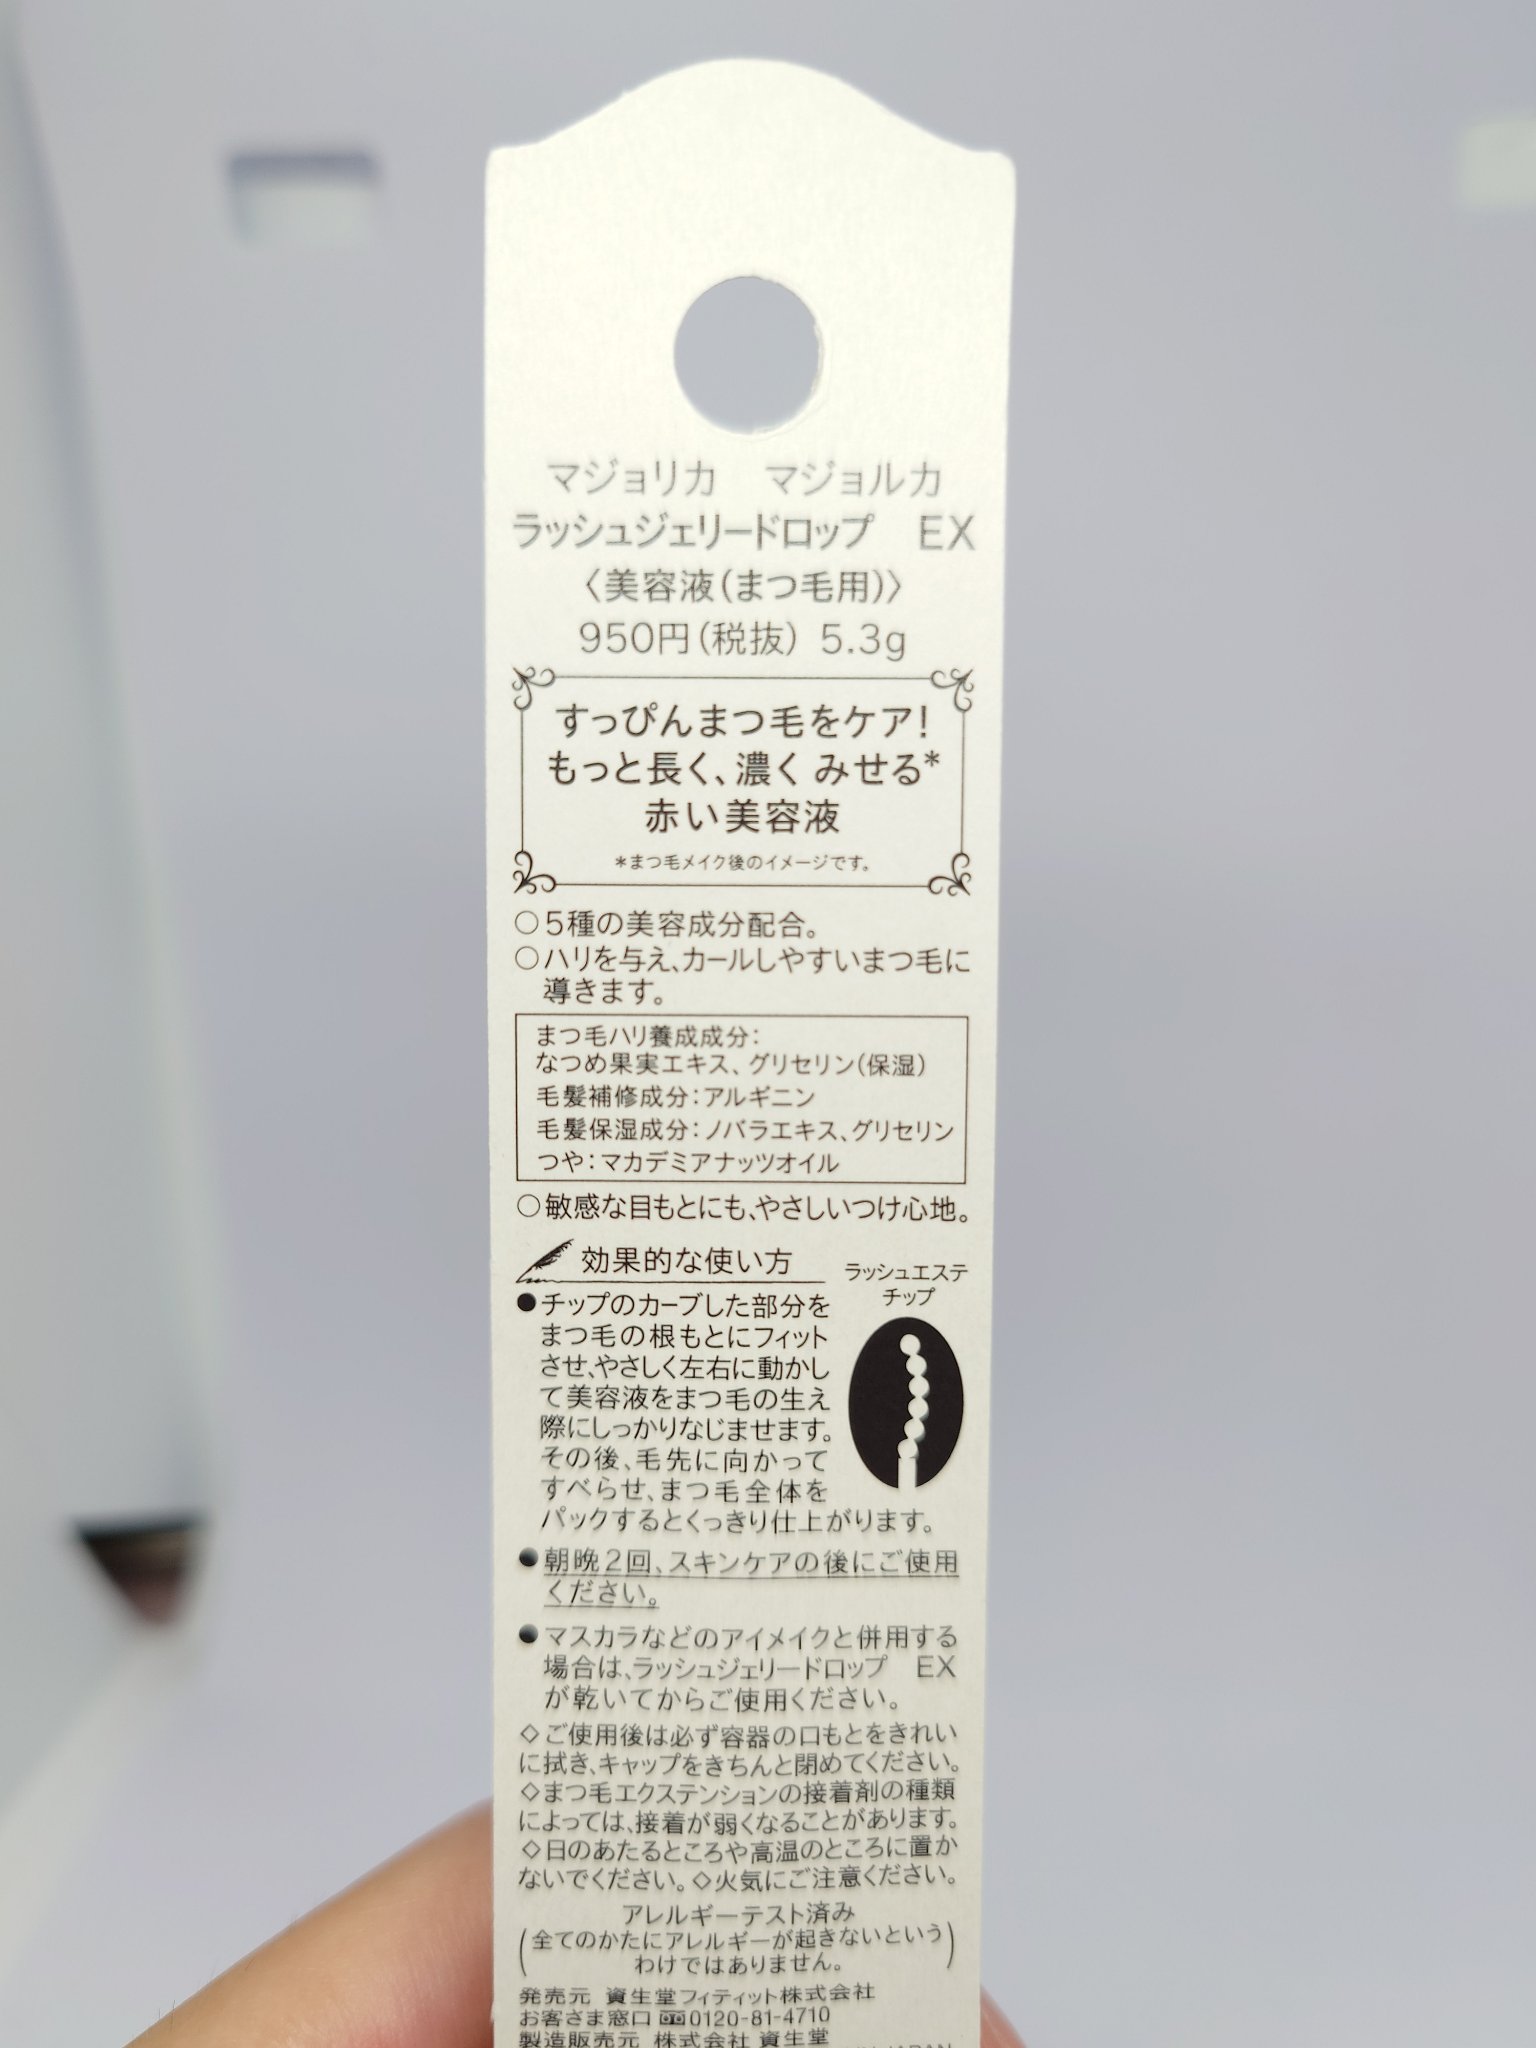 マジョリカ　マジョルカ
ラッシュジェリードロップ　EX
〈美容液(まつ毛用)〉
950円(税抜) 5.3g
すっぴんまつ毛をケア!
もっと長く、濃く みせる*
赤い美容液
*まつ毛メイク後のイメージです。
○5種の美容成分配合。
○ハリを与え、カールしやすいまつ毛に
導きます。
まつ毛ハリ養成成分:
なつめ果実エキス、グリセリン(保湿)
毛髪補修成分:アルギニン
毛髪保湿成分:ノバラエキス、グリセリン
つや:マカデミアナッツオイル
○敏感な目もとにも、やさしいつけ心地。
効果的な使い方
ラッシュエステ
チップ
●チップのカーブした部分を
まつ毛の根もとにフィット
させ、やさしく左右に動かし
て美容液をまつ毛の生え
際にしっかりなじませます。
その後、毛先に向かって
すべらせ、まつ毛全体を
パックするとくっきり仕上がります。
●朝晩2回、スキンケアの後にご使用
ください。
●マスカラなどのアイメイクと併用する
場合は、ラッシュジェリードロップ　EX
が乾いてからご使用ください。
◇ご使用後は必ず容器の口もとをきれい
に拭き、キャップをきちんと閉めてください。
◇まつ毛エクステンションの接着剤の種類
によっては、接着が弱くなることがあります。
◇日のあたるところや高温のところに置か
ないでください。◇火気にご注意ください。
アレルギーテスト済み
(全てのかたにアレルギーが起きないという
わけではありません。)
発売元 資生堂フィティット株式会社
お客さま窓口 0120-81-4710
製造販売元 株式会社 資生堂